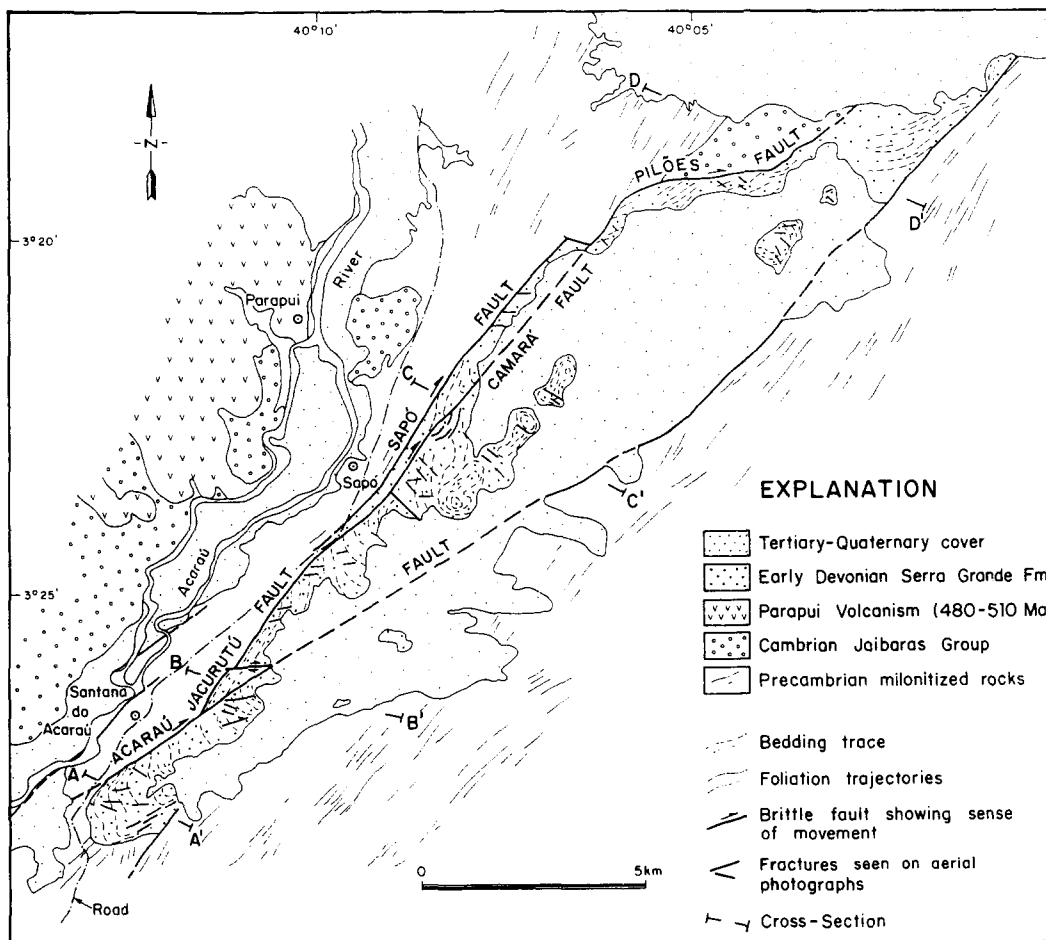 40°10'
40°05'
-N-
D
PILÕES
FAULT
D'
3°20'
River
Parapui
FAULT
FAULT
CAMARÁ
C
SAPÓ
Sapó
C'
EXPLANATION
Tertiary-Quaternary cover
Early Devonian Serra Grande Fm
Parapui Volcanism (480-510 Ma
Cambrian Jaibaras Group
Precambrian milonitized rocks
Bedding trace
Foliation trajectories
Brittle fault showing sense
of movement
Fractures seen on aerial
photographs
Cross-Section
Acaraú
3°25'
FAULT
FAULT
JACURUTÚ
B
Santana
do
Acaraú
ACARAÚ
B'
A
A'
0
5km
Road